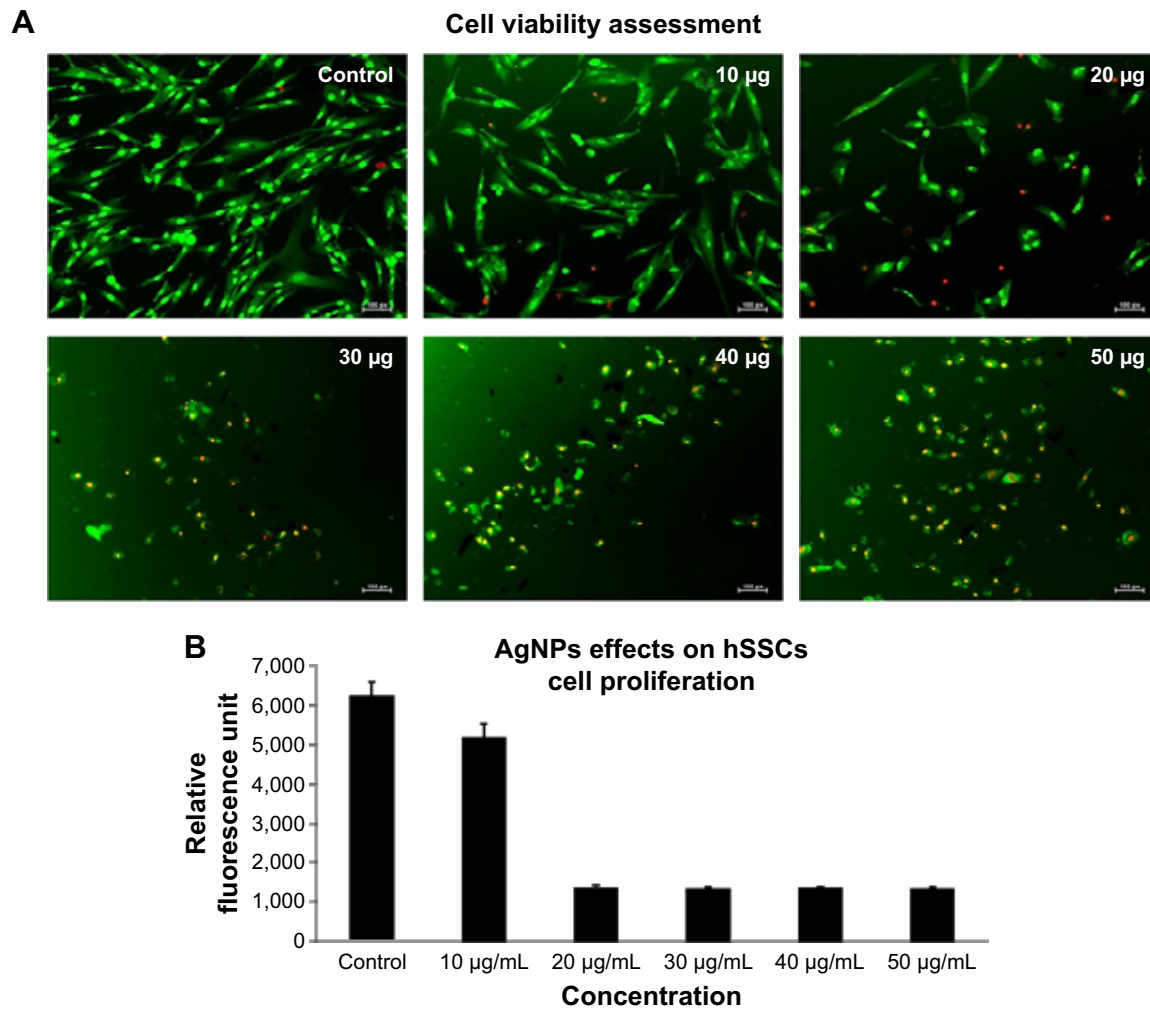 A
Cell viability assessment
Control
10 µg
20 µg
30 µg
40 µg
50 µg
B
AgNPs effects on hSSCs
cell proliferation
Relative
fluorescence unit
7,000
6,000
5,000
4,000
3,000
2,000
1,000
0
Control
10 µg/mL
20 µg/mL
30 µg/mL
40 µg/mL
50 µg/mL
Concentration